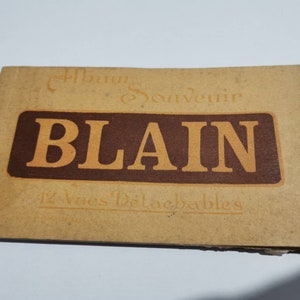 Album
Souvenir
BLAIN
12 Vues Détachables